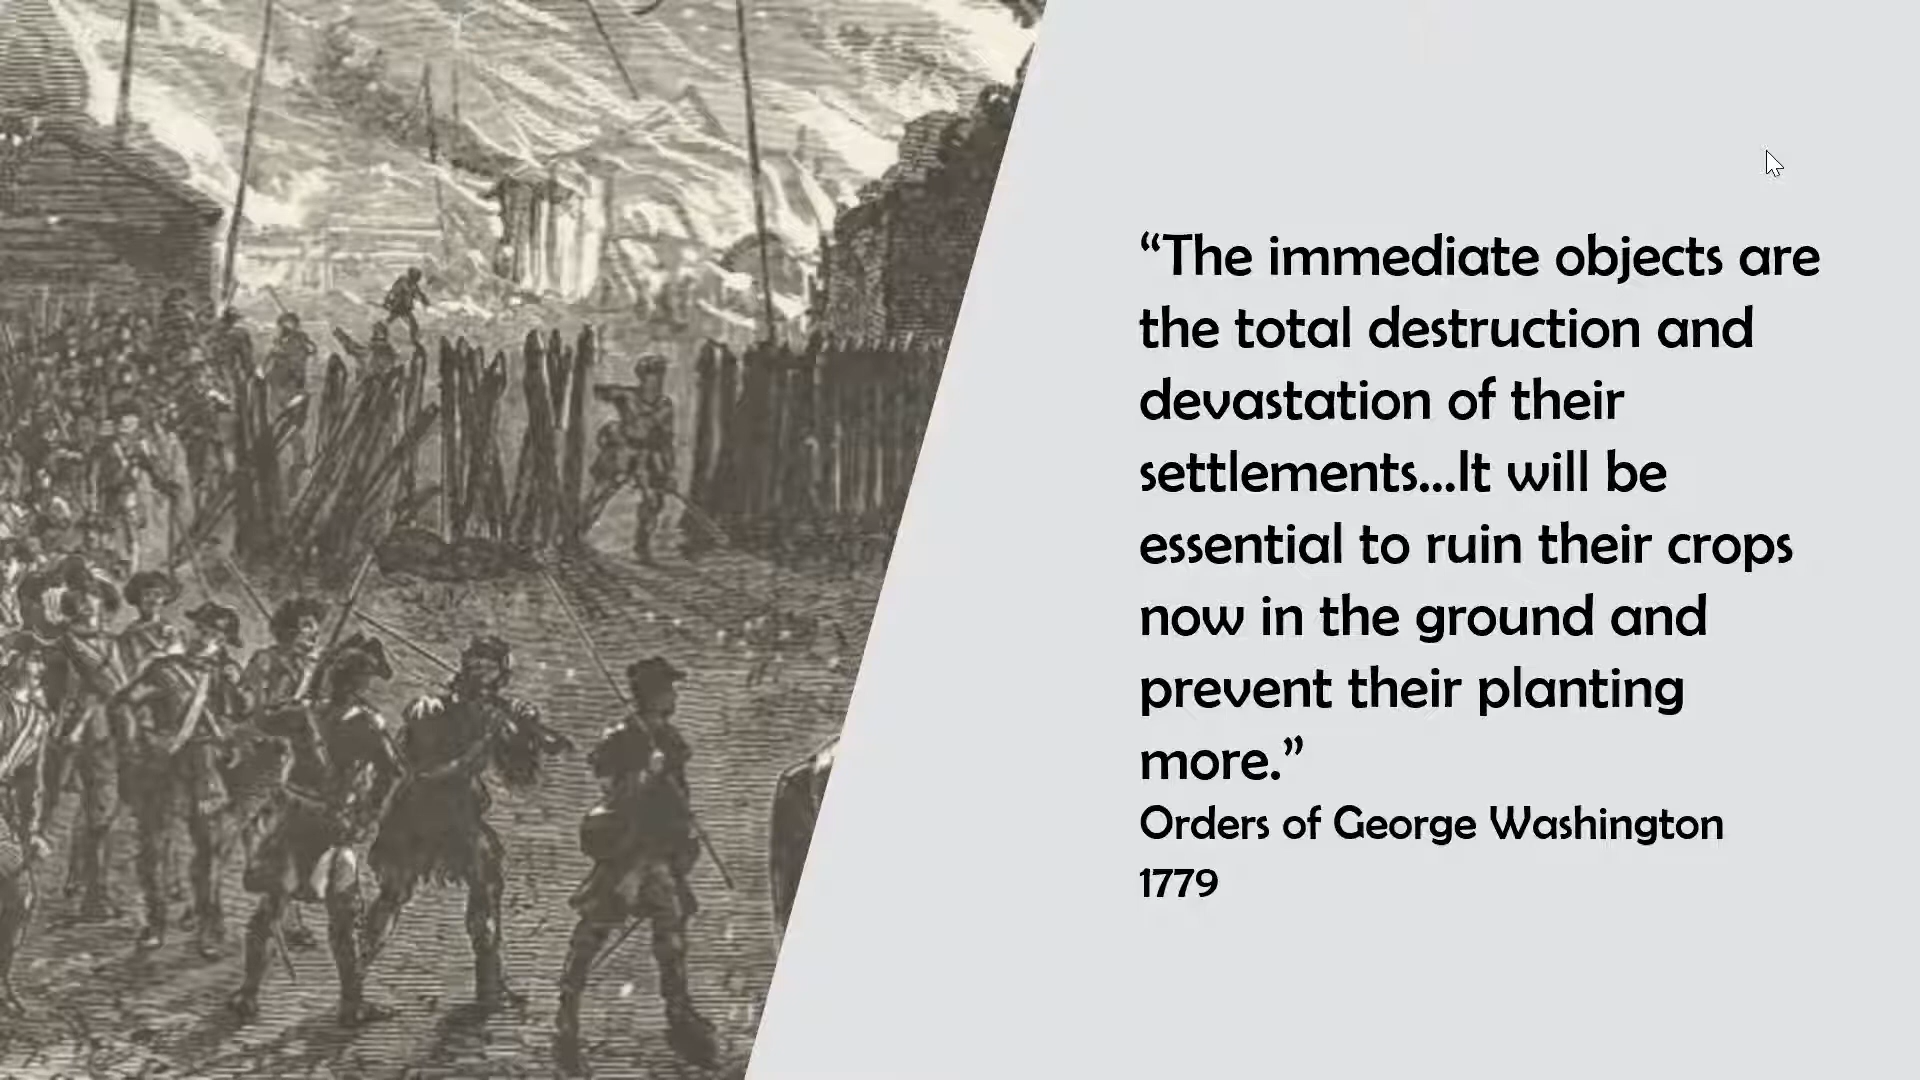 “The immediate objects are
the total destruction and
devastation of their
settlements...It will be
essential to ruin their crops
now in the ground and
prevent their planting
more.”
Orders of George Washington
1779